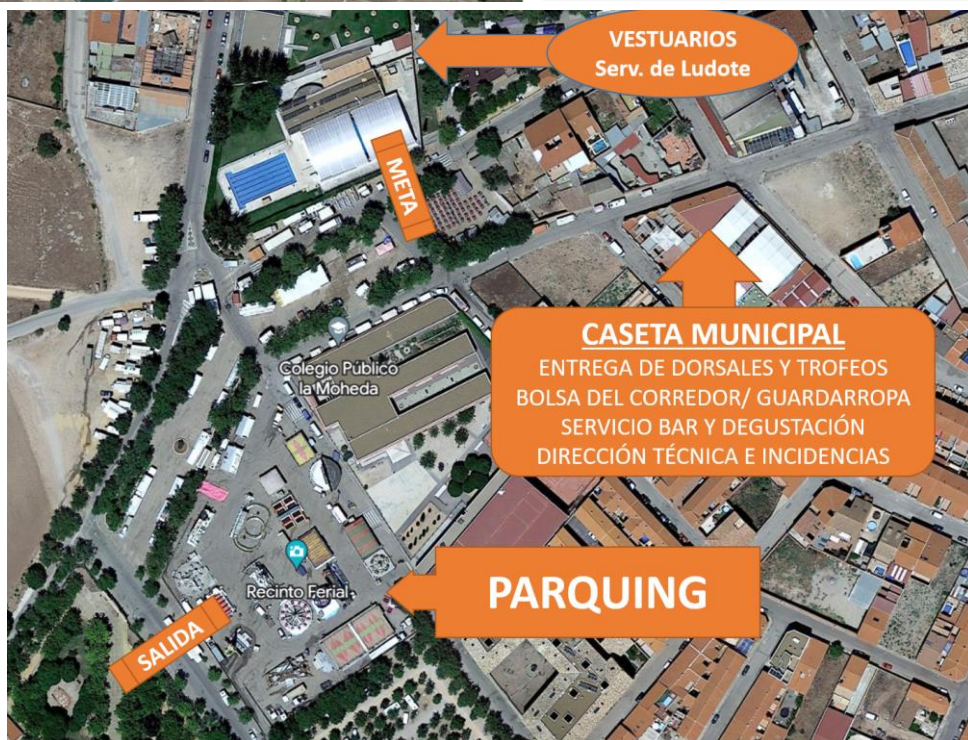 VESTUARIOS
Serv. de Ludote
META
CASETA MUNICIPAL
ENTREGA DE DORSALES Y TROFEOS
BOLSA DEL CORREDOR/ GUARDARROPA
SERVICIO BAR Y DEGUSTACIÓN
DIRECCIÓN TÉCNICA E INCIDENCIAS
Colegio Público
la Moheda
PARQUING
Recinto Ferial
SALIDA